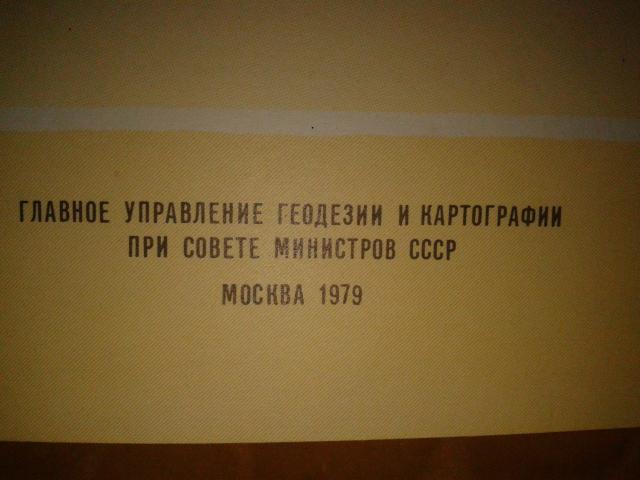 ГЛАВНОЕ УПРАВЛЕНИЕ ГЕОДЕЗИИ И КАРТОГРАФИИ
ПРИ СОВЕТЕ МИНИСТРОВ СССР
МОСКВА 1979